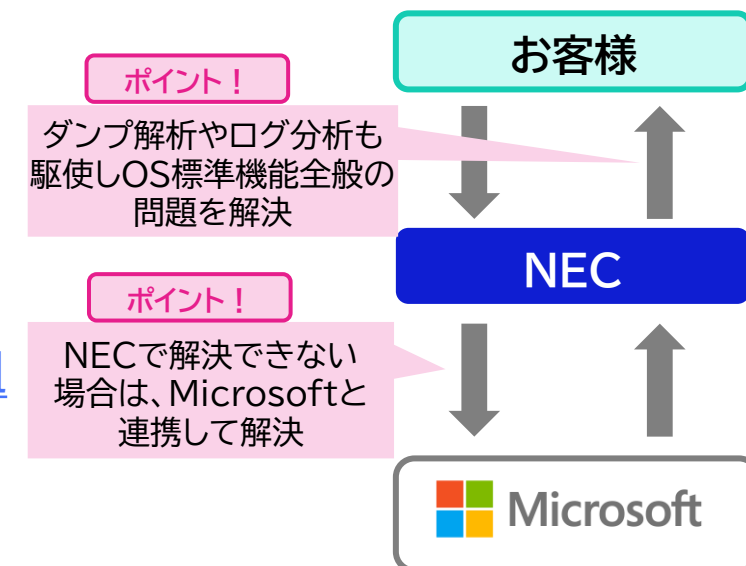 お客様
ポイント！
ダンプ解析やログ分析も
駆使しOS標準機能全般の
問題を解決
NEC
ポイント！
NECで解決できない
場合は、Microsoftと
連携して解決
Microsoft